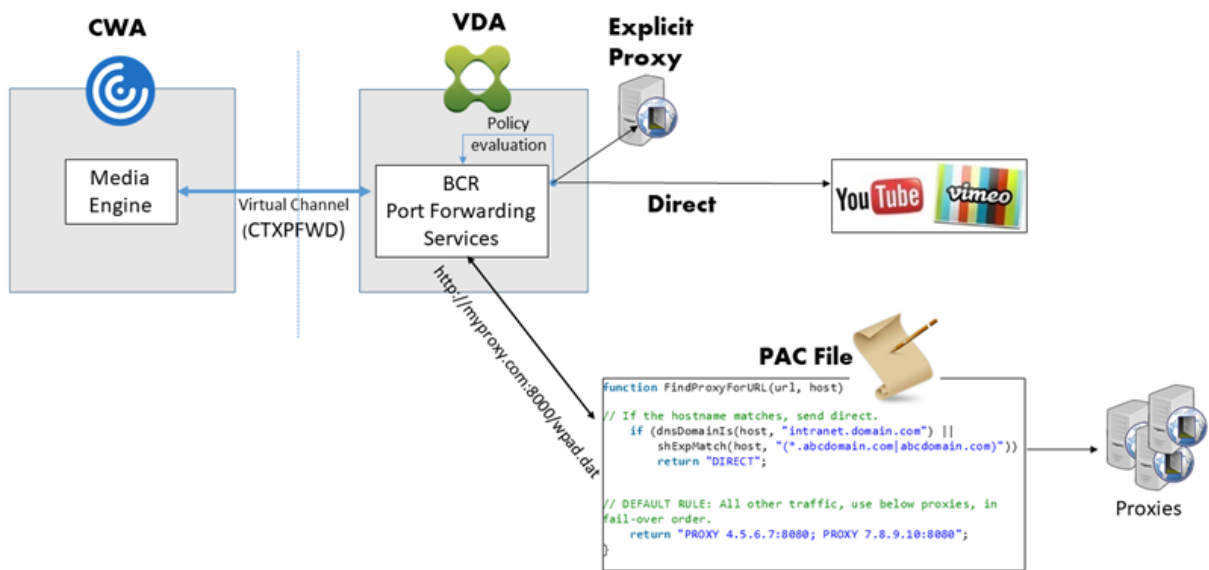 CWA
VDA
Explicit
Proxy
Policy
evaluation
Media
Engine
Virtual Channel
(CTXPFWD)
BCR
Port Forwarding
Services
Direct
YouTube
vimeo
http://myproxy.com:8000/wpad.dat
PAC File
function FindProxyForURL(url, host)
// If the hostname matches, send direct.
if (dnsDomainIs(host, "intranet.domain.com") ||
shExpMatch(host, "(*.abcdomain.com|abcdomain.com)"))
return "DIRECT";
// DEFAULT RULE: All other traffic, use below proxies, in
fail-over order.
return "PROXY 4.5.6.7:8080; PROXY 7.8.9.10:8080";
}
Proxies